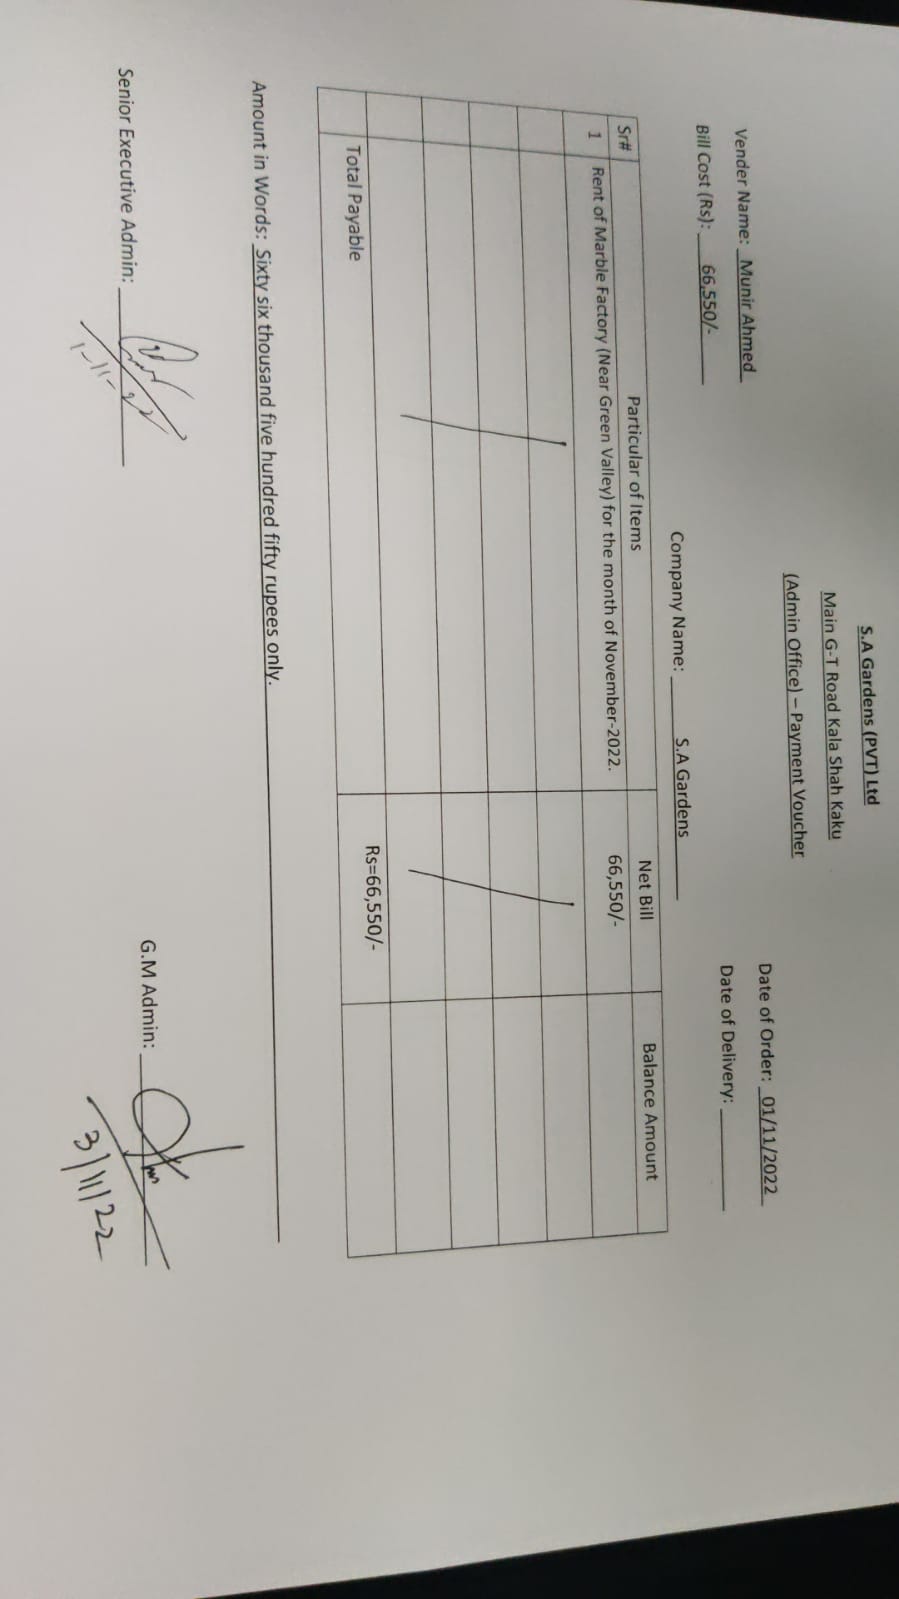 S.A Gardens (PVT) Ltd
Main G-T Road Kala Shah Kaku
(Admin Office) – Payment Voucher
Date of Order: 01/11/2022
Vender Name: Munir Ahmed
Date of Delivery:
Bill Cost (Rs): 66,550/-
Company Name: S.A Gardens
Sr# Particular of Items Net Bill Balance Amount
1 Rent of Marble Factory (Near Green Valley) for the month of November-2022. 66,550/-
Total Payable Rs=66,550/-
Amount in Words: Sixty six thousand five hundred fifty rupees only.
Senior Executive Admin:
1-11-22
G.M Admin:
3/11/22